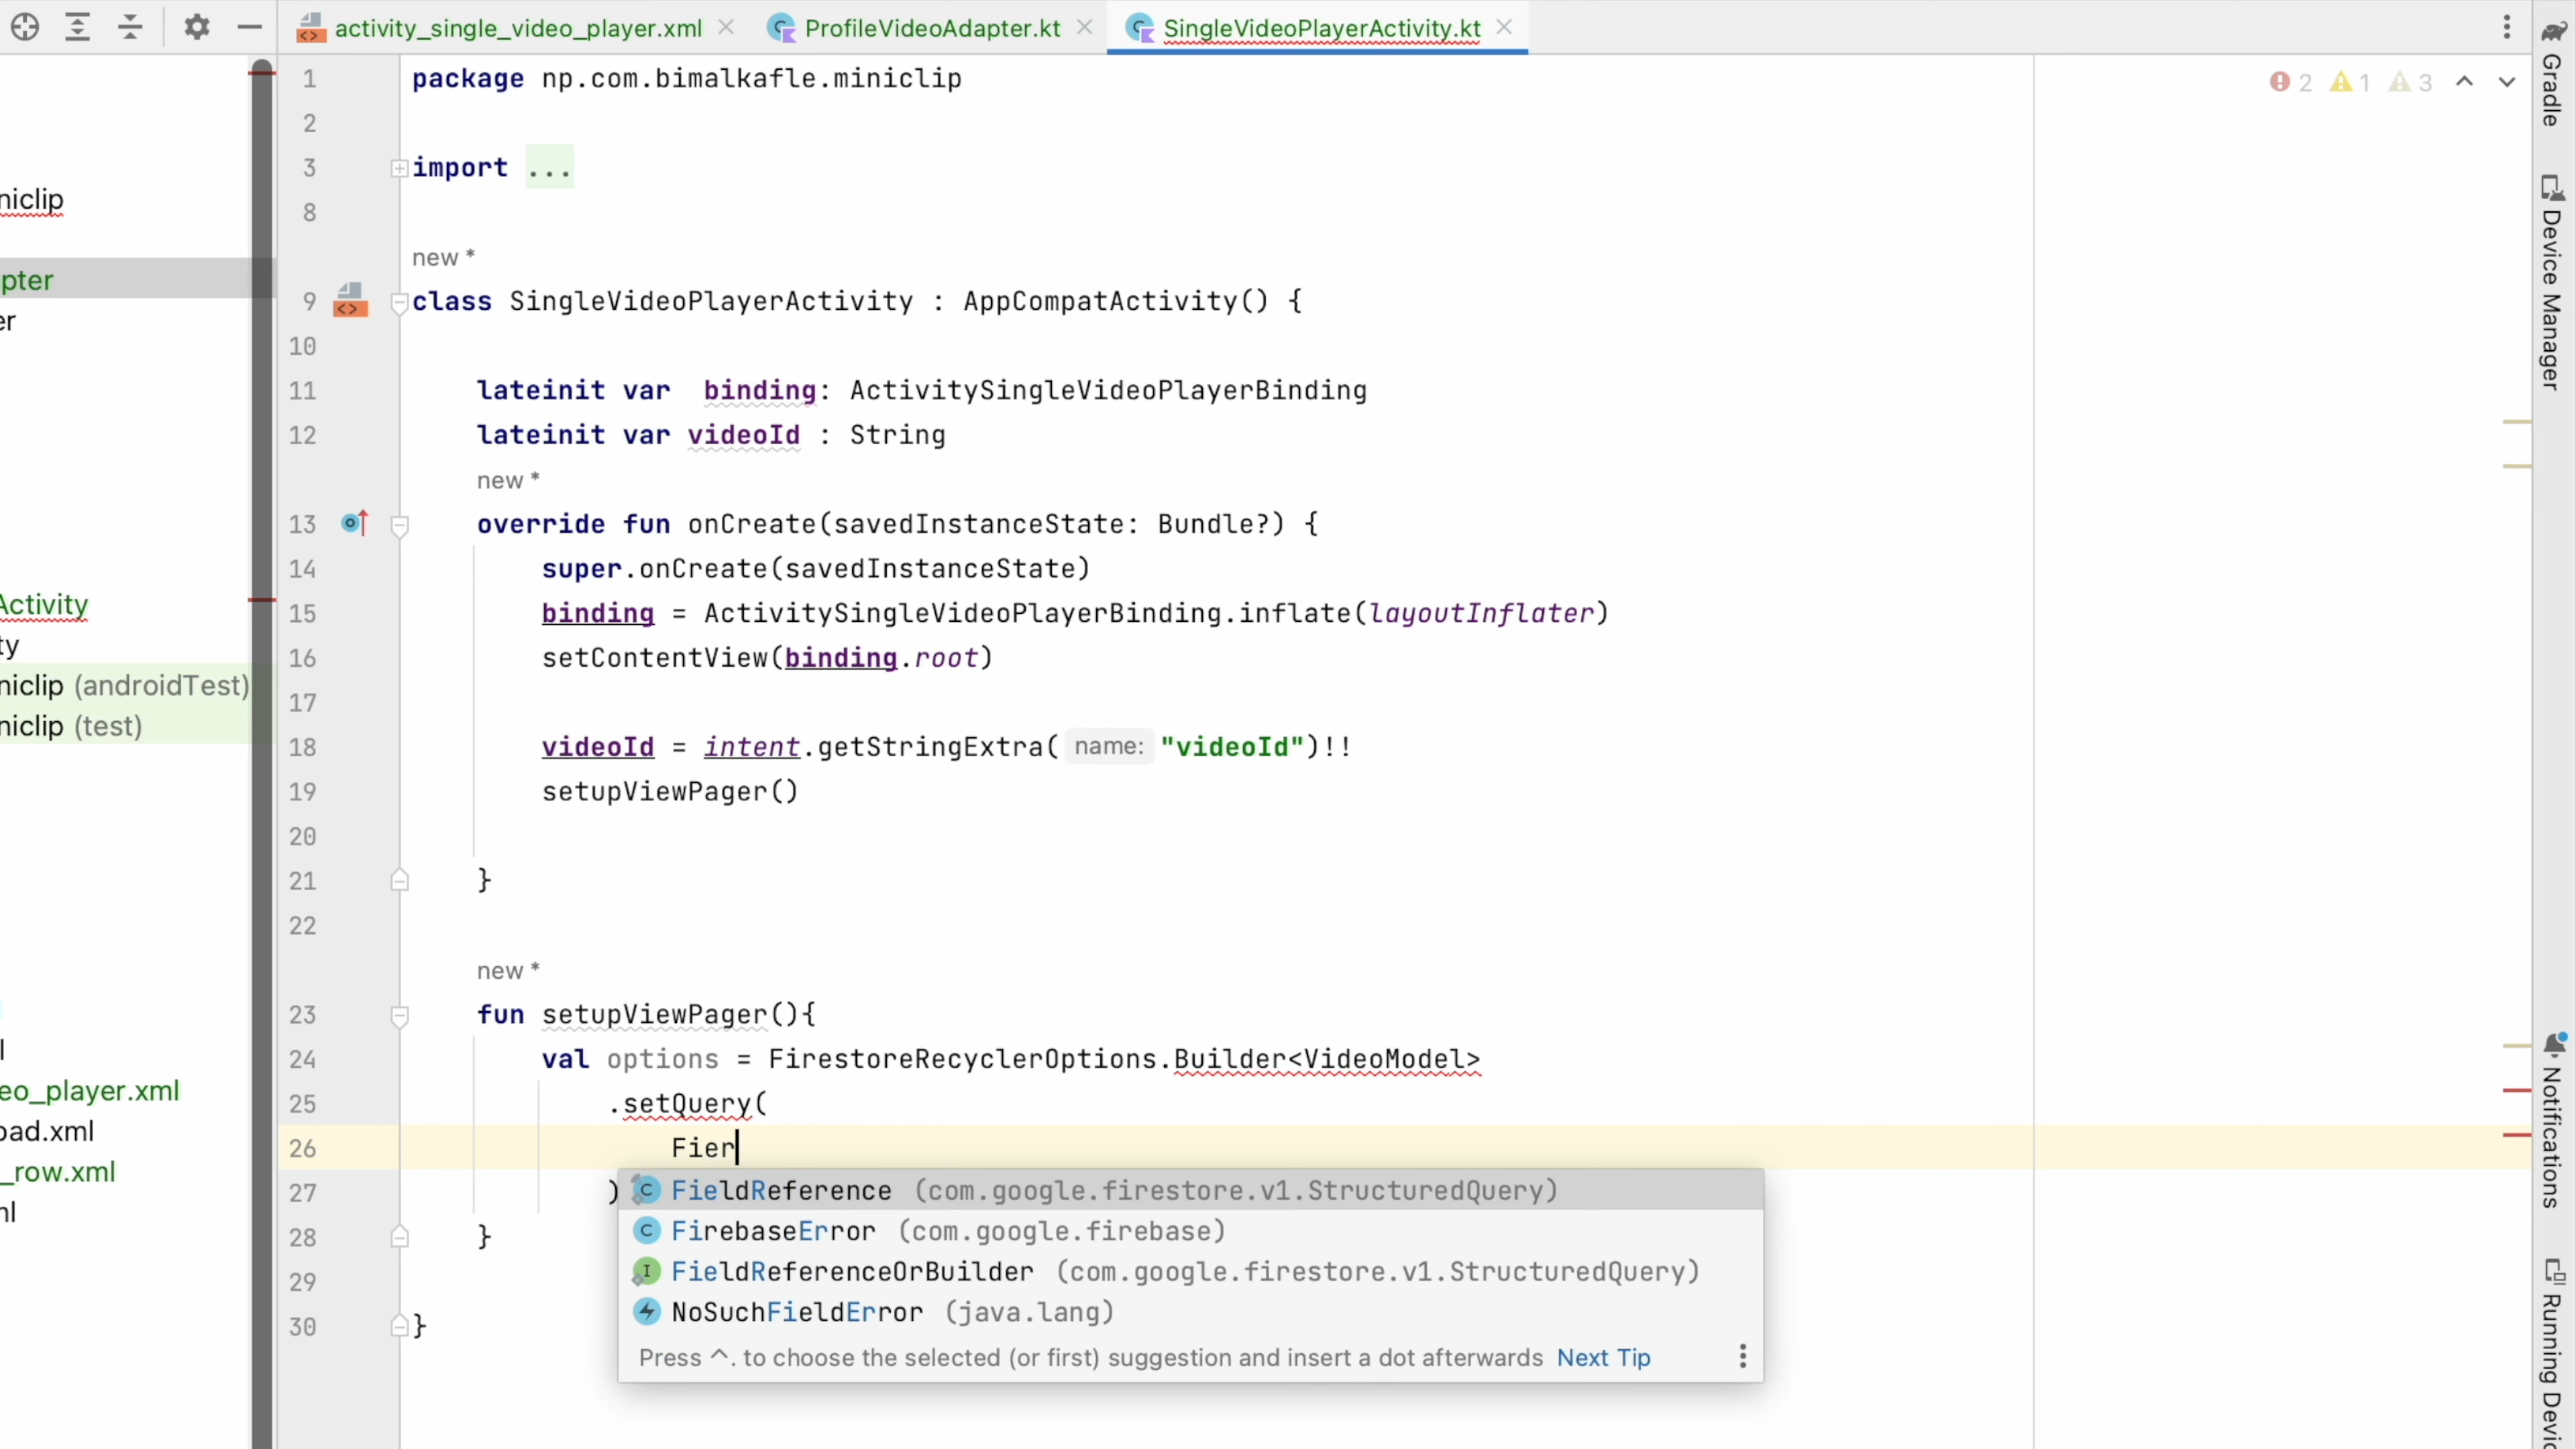 activity_single_video_player.xml
ProfileVideoAdapter.kt
SingleVideoPlayerActivity.kt
niclip
pter
er
Activity
ty
niclip (androidTest)
niclip (test)
l
eo_player.xml
oad.xml
_row.xml
nl
1 package np.com.bimalkafle.miniclip
2
3 import ...
8
new *
9 class SingleVideoPlayerActivity : AppCompatActivity() {
10
11 lateinit var  binding: ActivitySingleVideoPlayerBinding
12 lateinit var videoId : String
new *
13 override fun onCreate(savedInstanceState: Bundle?) {
14 super.onCreate(savedInstanceState)
15 binding = ActivitySingleVideoPlayerBinding.inflate(layoutInflater)
16 setContentView(binding.root)
17
18 videoId = intent.getStringExtra( name: "videoId")!!
19 setupViewPager()
20
21 }
22
new *
23 fun setupViewPager(){
24 val options = FirestoreRecyclerOptions.Builder<VideoModel>
25 .setQuery(
26 Fier
27 )
28 }
29
30 }
FieldReference (com.google.firestore.v1.StructuredQuery)
FirebaseError (com.google.firebase)
FieldReferenceOrBuilder (com.google.firestore.v1.StructuredQuery)
NoSuchFieldError (java.lang)
Press ^. to choose the selected (or first) suggestion and insert a dot afterwards Next Tip
2 1 3
Gradle
Device Manager
Notifications
Running Devic